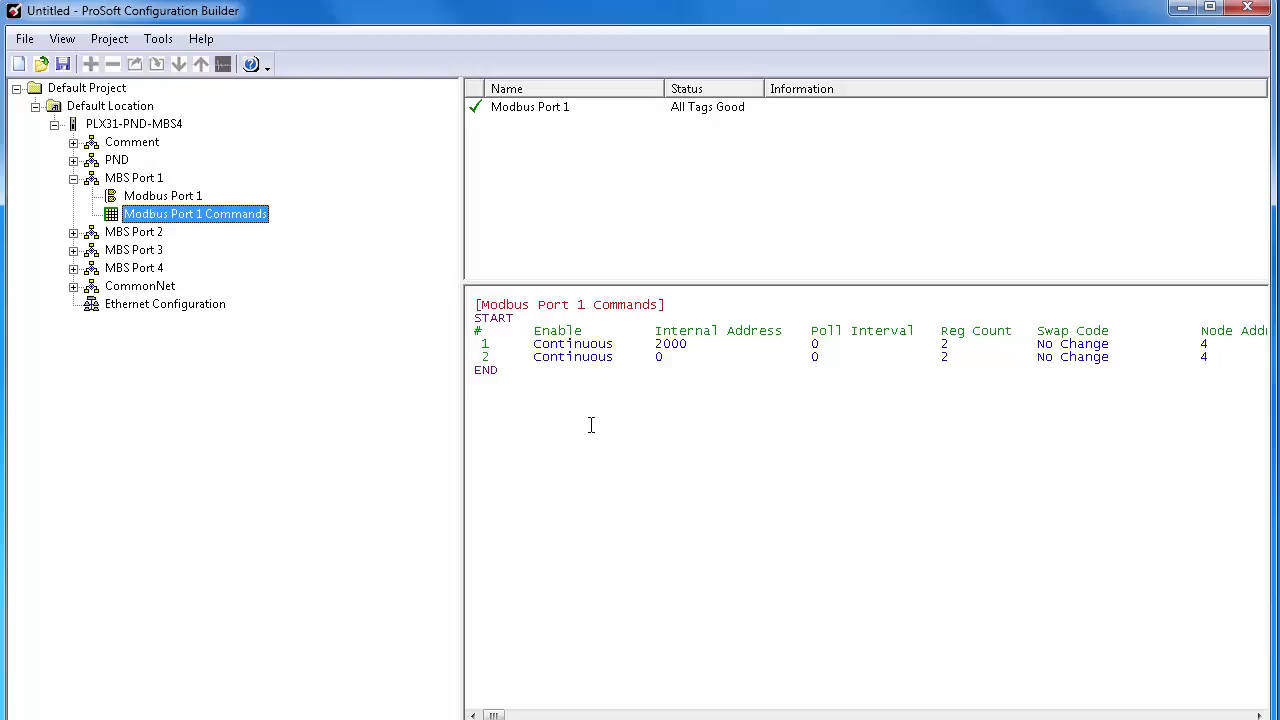 Untitled - ProSoft Configuration Builder
File View Project Tools Help
Default Project
Default Location
PLX31-PND-MBS4
Comment
PND
MBS Port 1
Modbus Port 1
Modbus Port 1 Commands
MBS Port 2
MBS Port 3
MBS Port 4
CommonNet
Ethernet Configuration
Name Status Information
Modbus Port 1 All Tags Good
[Modbus Port 1 Commands]
START
# Enable Internal Address Poll Interval Reg Count Swap Code Node Add
1 Continuous 2000 0 2 No Change 4
2 Continuous 0 0 2 No Change 4
END